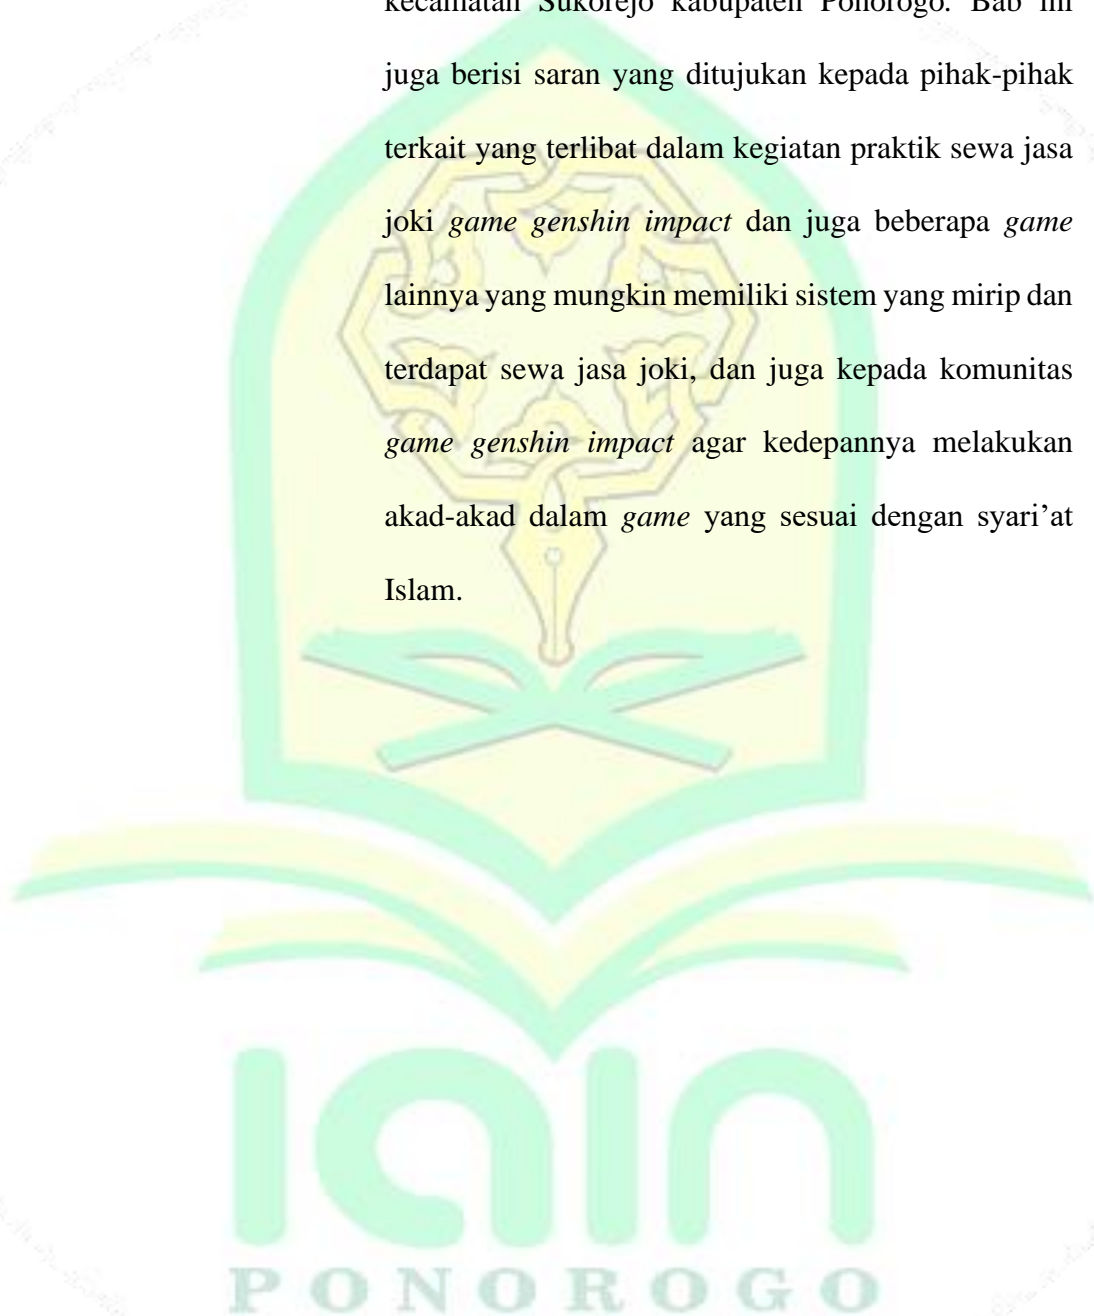 kecamatan Sukorejo kabupaten Ponorogo. Bab ini
juga berisi saran yang ditujukan kepada pihak-pihak
terkait yang terlibat dalam kegiatan praktik sewa jasa
joki game genshin impact dan juga beberapa game
lainnya yang mungkin memiliki sistem yang mirip dan
terdapat sewa jasa joki, dan juga kepada komunitas
game genshin impact agar kedepannya melakukan
akad-akad dalam game yang sesuai dengan syari’at
Islam.
iain
PONOROGO